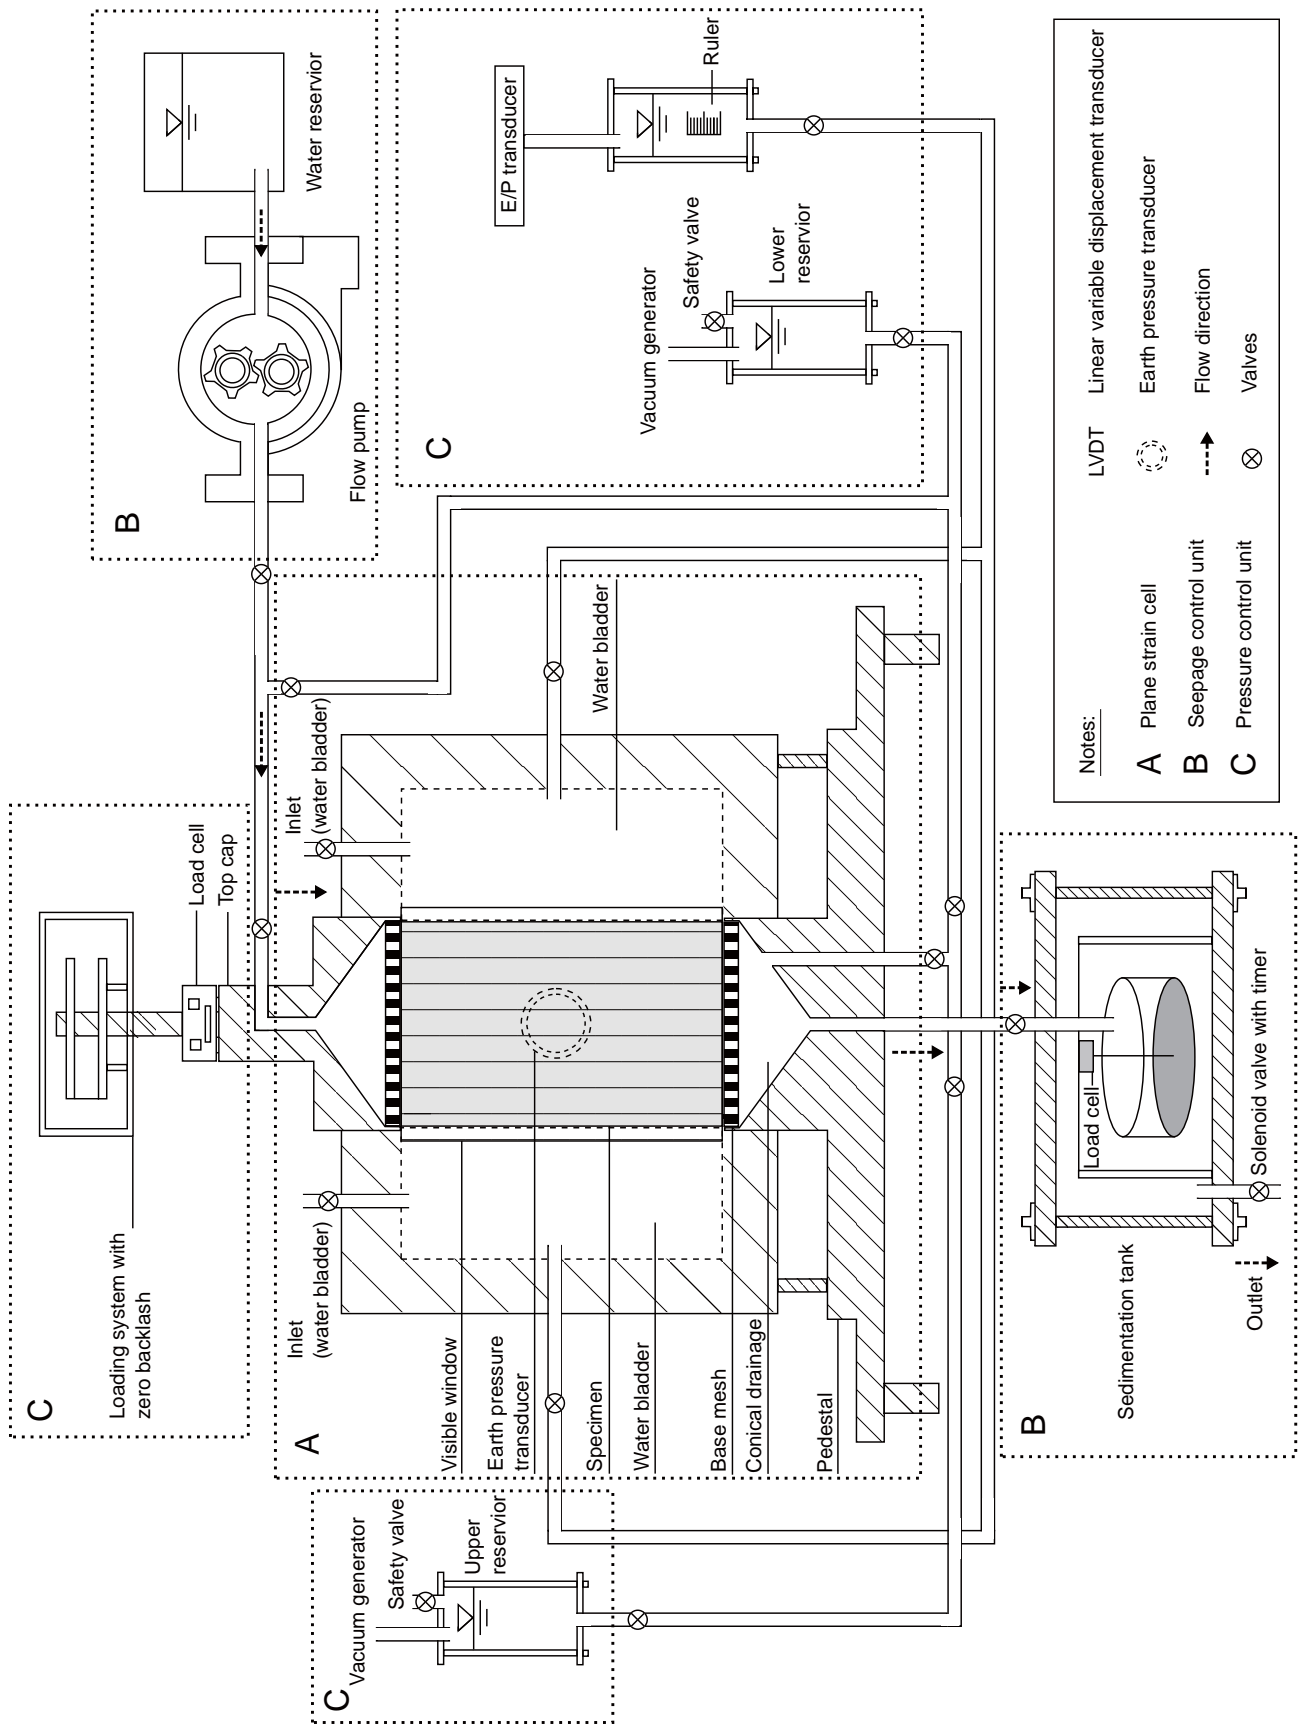 C
Loading system with
zero backlash
Load cell
Top cap
B
Water reservior
Flow pump
C
E/P transducer
Ruler
Vacuum generator
Safety valve
Lower
reservior
A
Inlet
(water bladder)
Inlet
(water bladder)
Water bladder
Visible window
Earth pressure
transducer
Specimen
Water bladder
Base mesh
Conical drainage
Pedestal
C
Vacuum generator
Safety valve
Upper
reservior
B
Sedimentation tank
Load cell
Outlet
Solenoid valve with timer
Notes:
A Plane strain cell
B Seepage control unit
C Pressure control unit
LVDT Linear variable displacement transducer
Earth pressure transducer
Flow direction
Valves